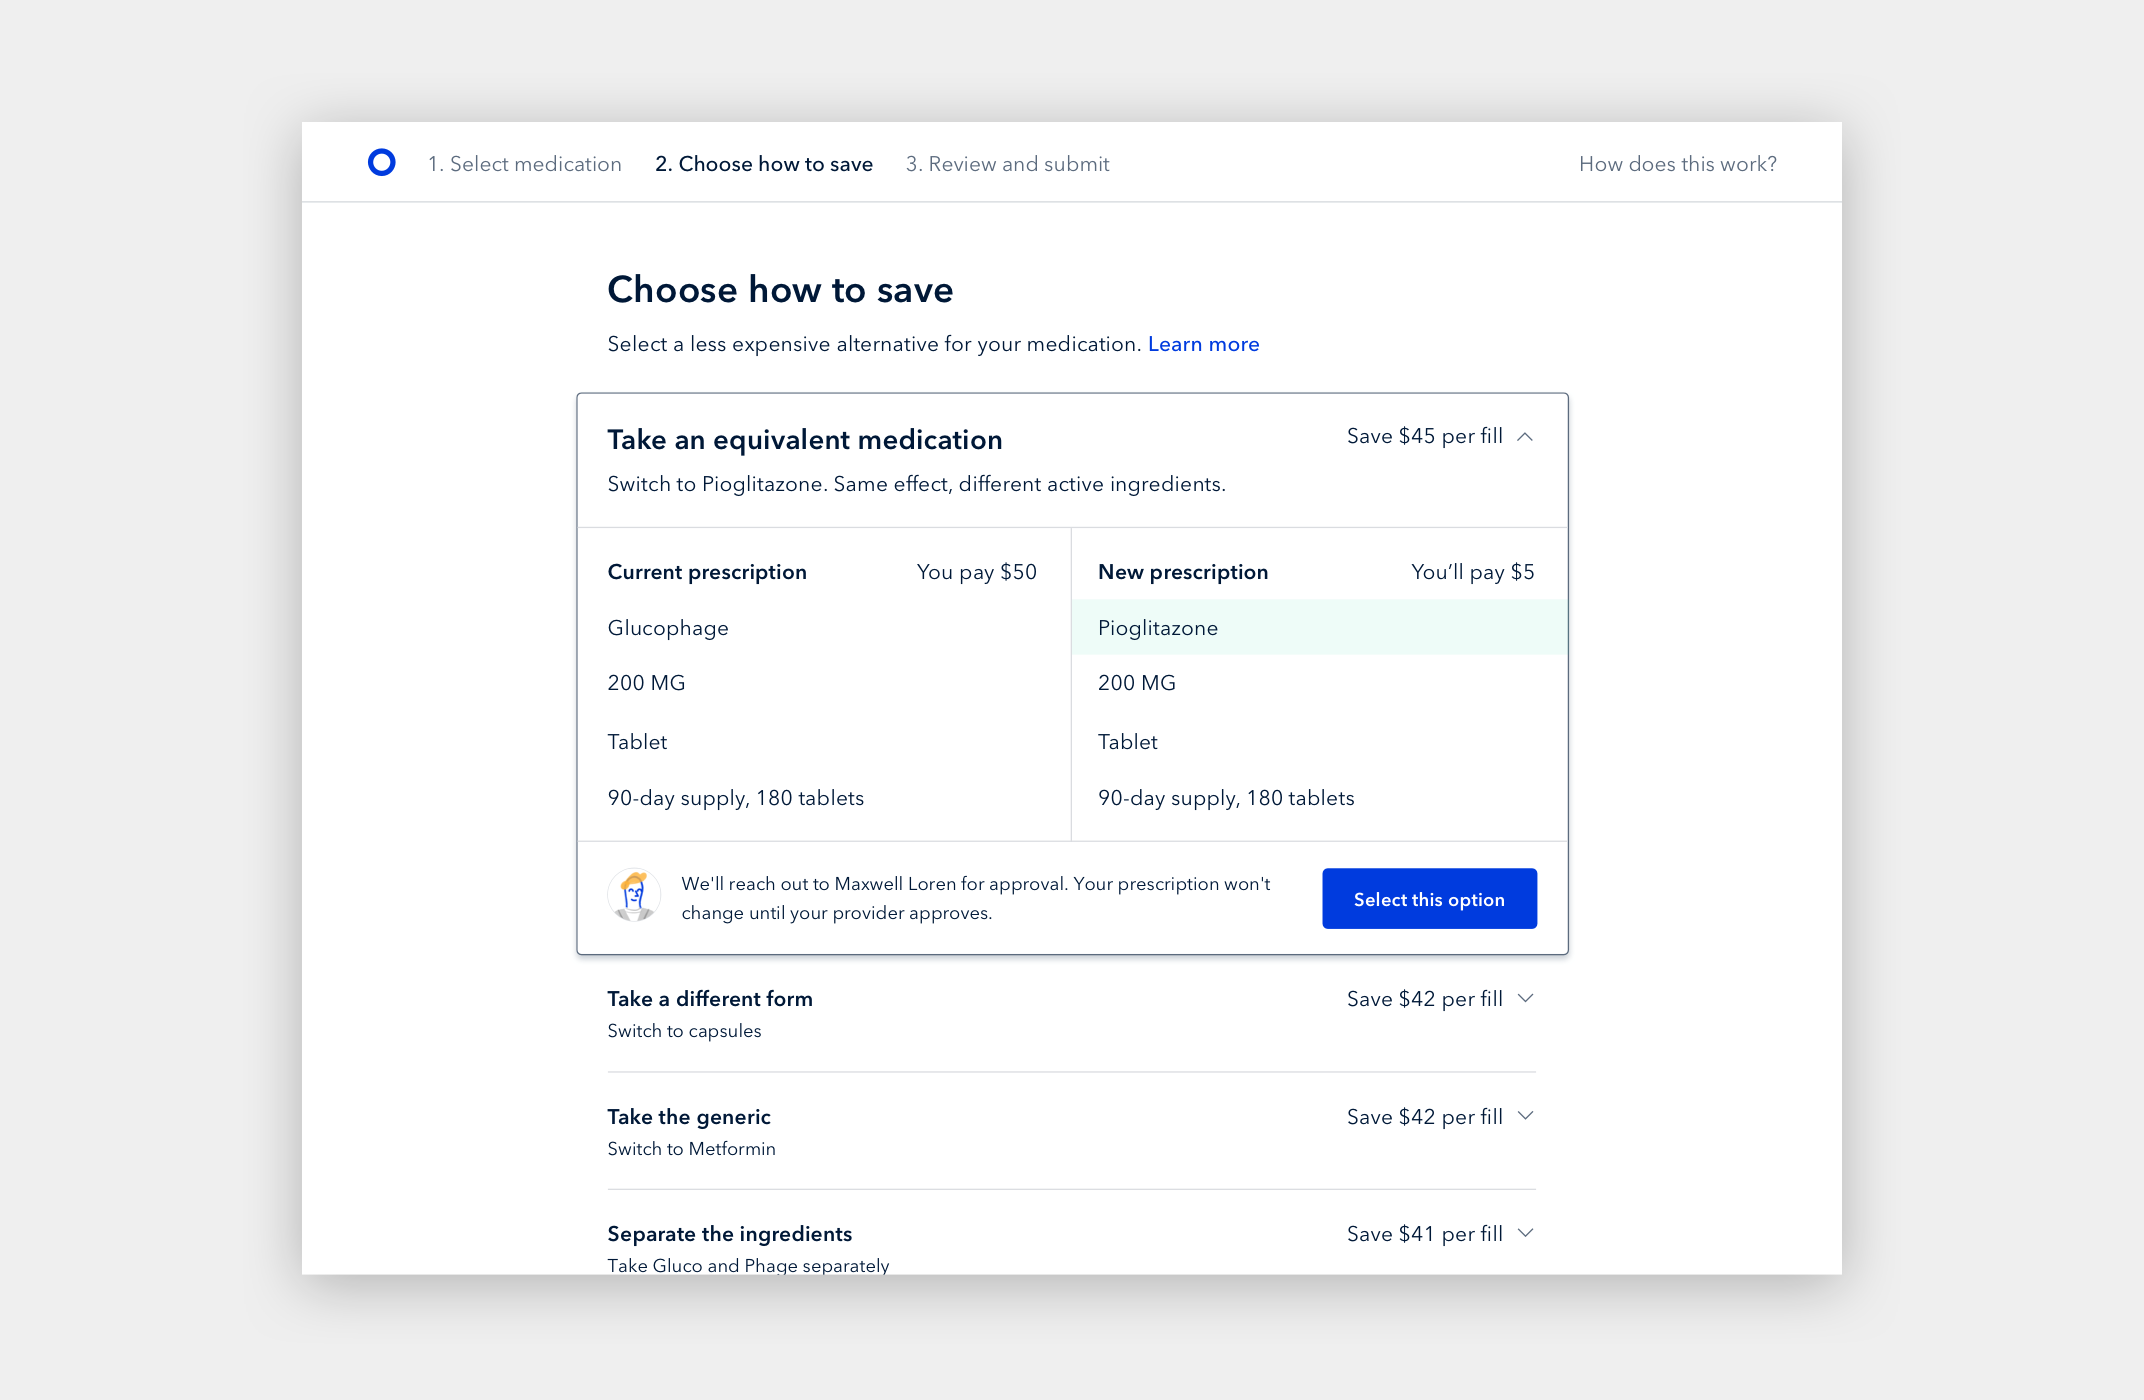 1. Select medication
2. Choose how to save
3. Review and submit
How does this work?
Choose how to save
Select a less expensive alternative for your medication. Learn more
Take an equivalent medication
Save $45 per fill
Switch to Pioglitazone. Same effect, different active ingredients.
Current prescription
You pay $50
Glucophage
200 MG
Tablet
90-day supply, 180 tablets
New prescription
You’ll pay $5
Pioglitazone
200 MG
Tablet
90-day supply, 180 tablets
We'll reach out to Maxwell Loren for approval. Your prescription won't
change until your provider approves.
Select this option
Take a different form
Save $42 per fill
Switch to capsules
Take the generic
Save $42 per fill
Switch to Metformin
Separate the ingredients
Save $41 per fill
Take Gluco and Phage separately